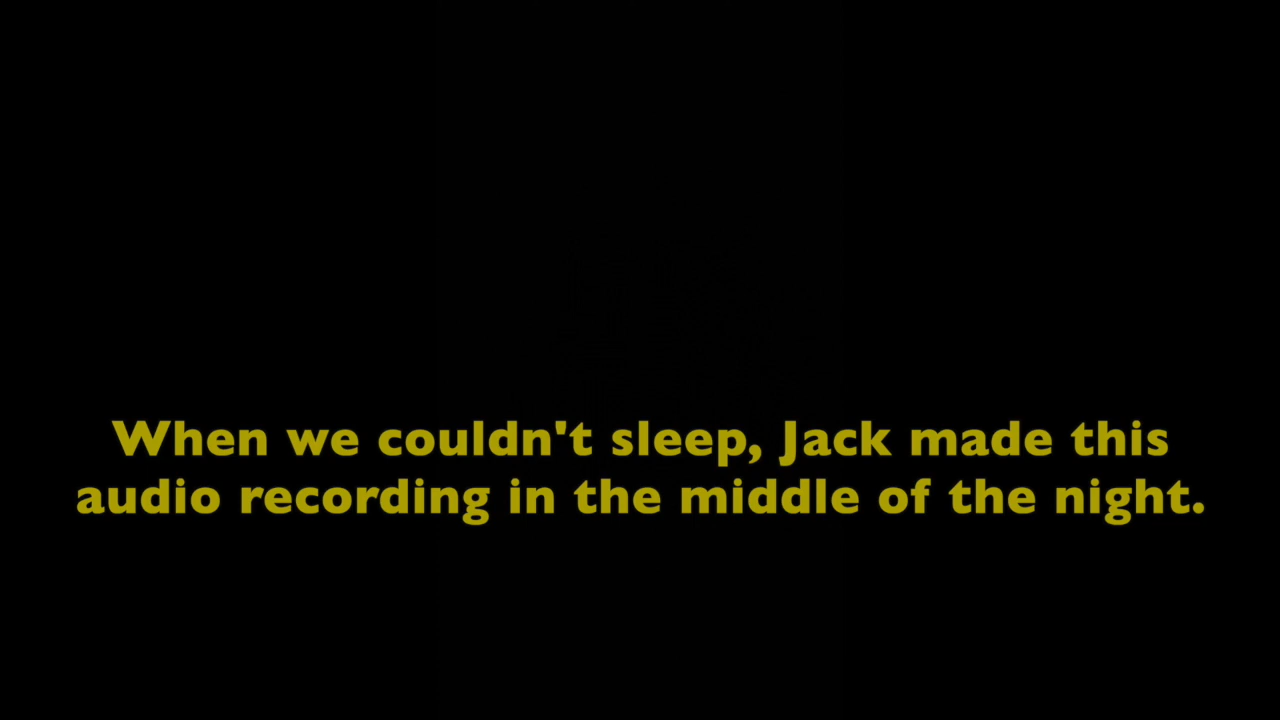 When we couldn't sleep, Jack made this
audio recording in the middle of the night.